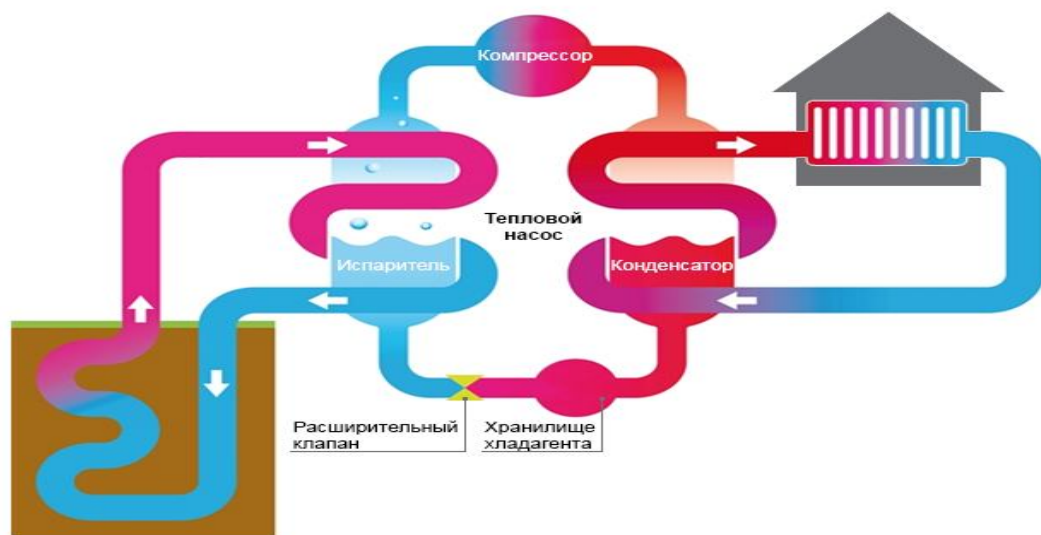 Компрессор
Тепловой
насос
Испаритель
Конденсатор
Расширительный
клапан
Хранилище
хладагента